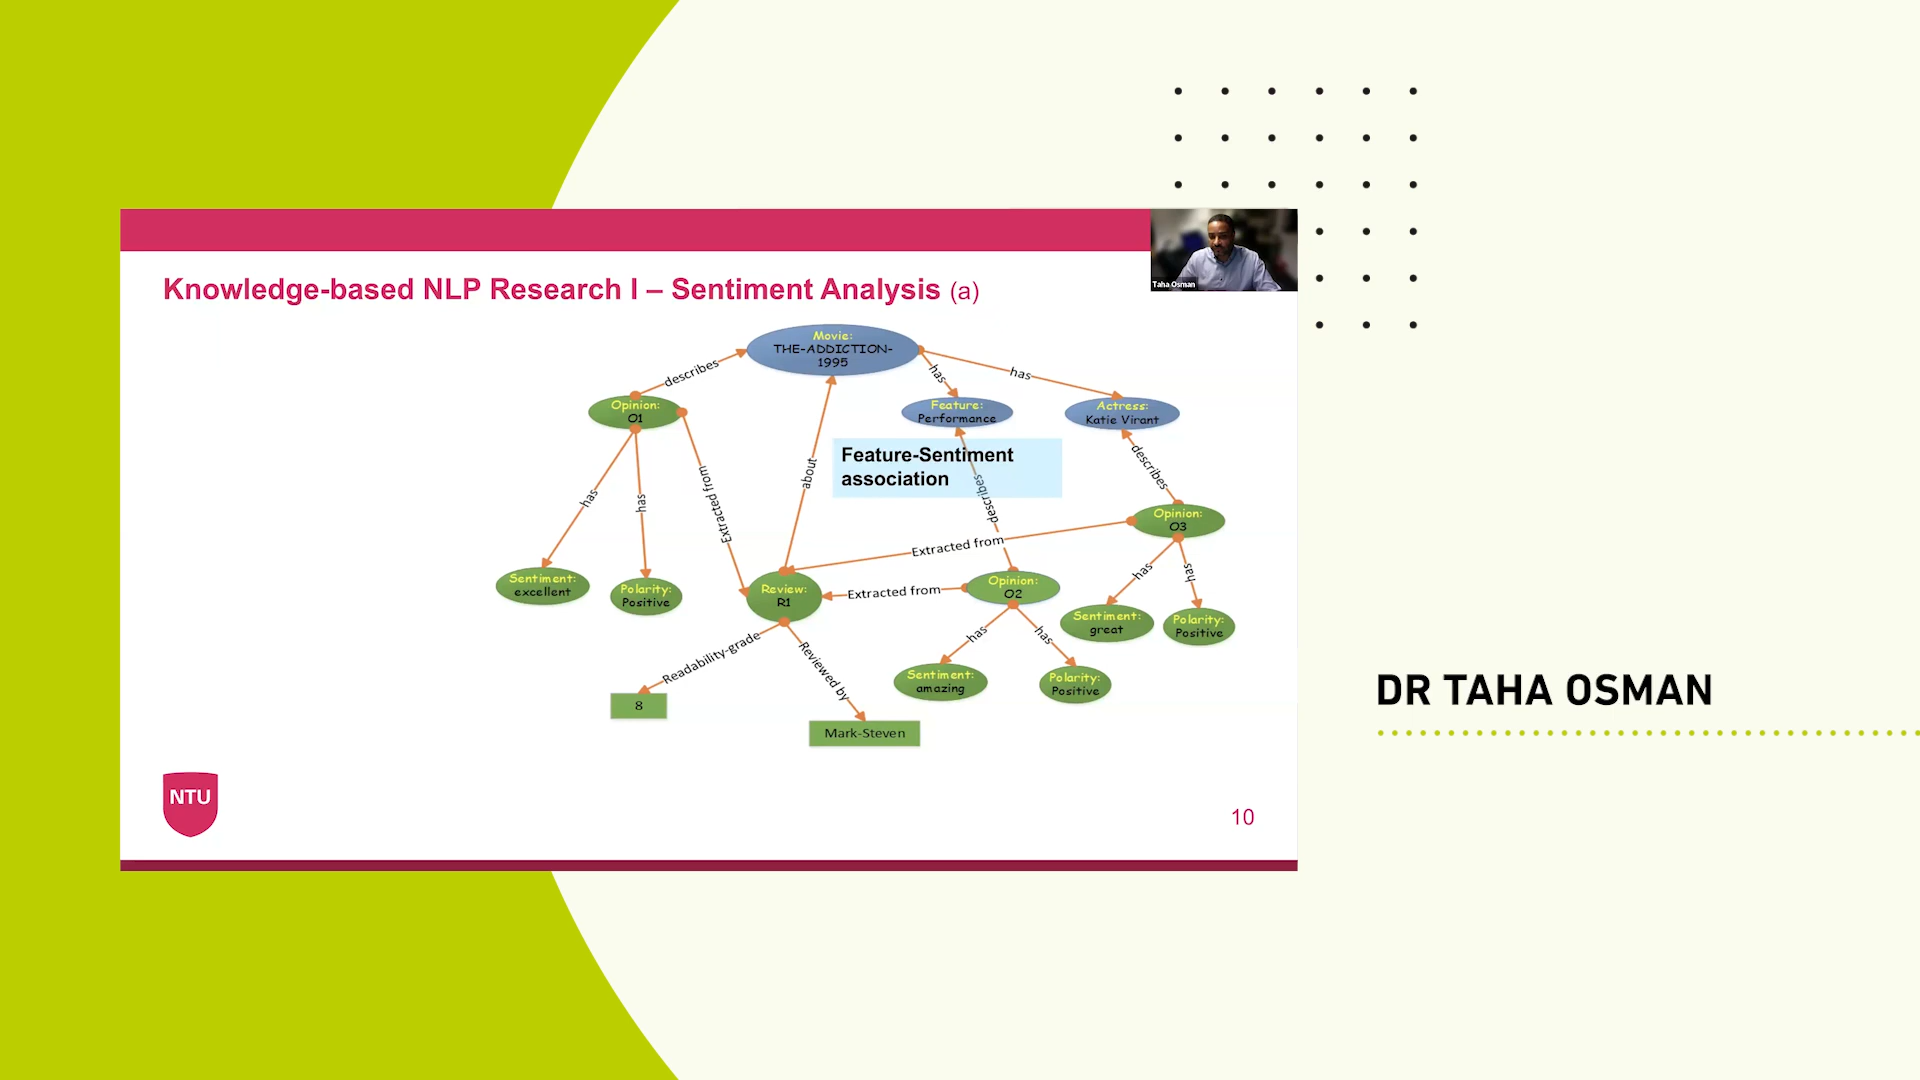 Taha Osman
Knowledge-based NLP Research I – Sentiment Analysis (a)
Movie:
THE-ADDICTION-
1995
describes
has
has
Opinion:
O1
Feature:
Performance
Actress:
Katie Virant
Feature-Sentiment
association
has
has
Extracted from
about
describes
describes
Opinion:
O3
Extracted from
has
has
Sentiment:
excellent
Polarity:
Positive
Review:
R1
Extracted from
Opinion:
O2
Sentiment:
great
Polarity:
Positive
Readability-grade
Reviewed by
has
has
Sentiment:
amazing
Polarity:
Positive
8
Mark-Steven
NTU
10
DR TAHA OSMAN